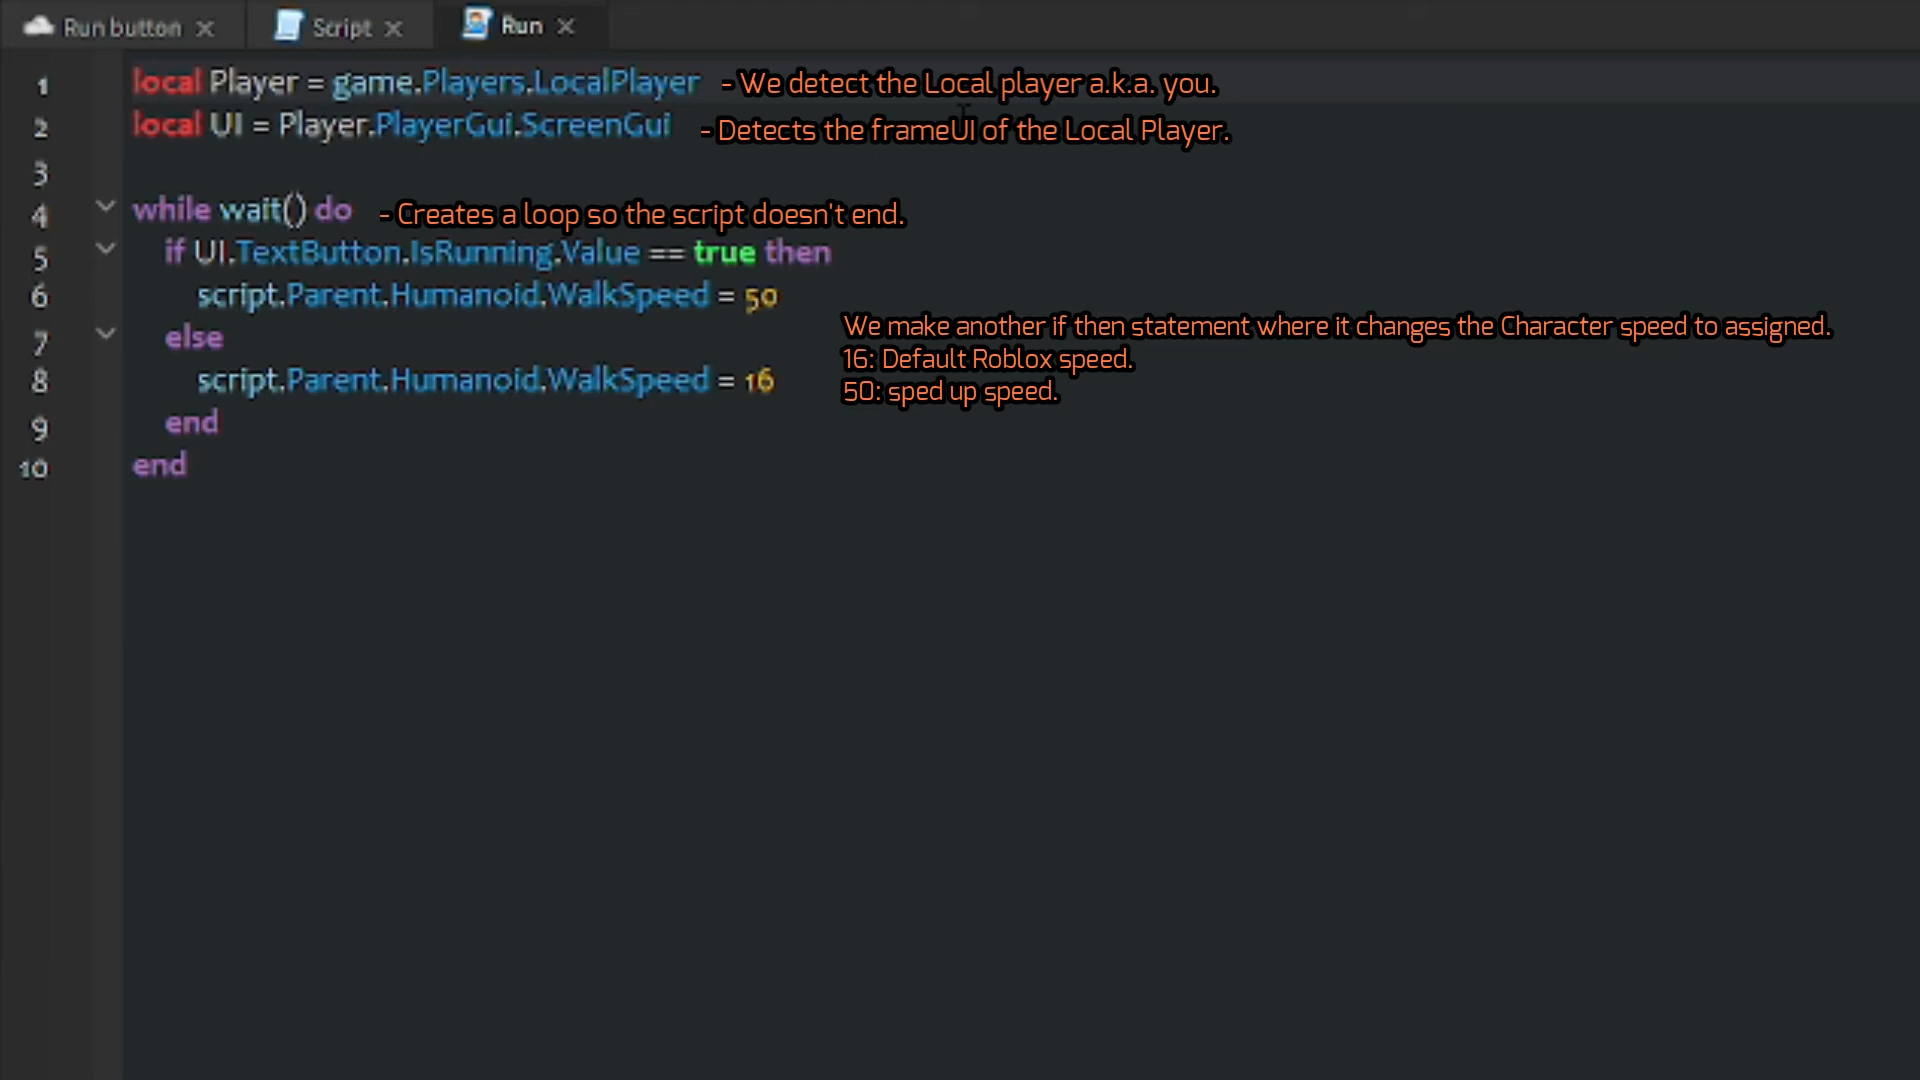 Run button
Script
Run
1 local Player = game.Players.LocalPlayer - We detect the Local player a.k.a. you.
2 local UI = Player.PlayerGui.ScreenGui - Detects the frameUI of the Local Player.
3
4 while wait() do - Creates a loop so the script doesn't end.
5 if UI.TextButton.IsRunning.Value == true then
6 script.Parent.Humanoid.WalkSpeed = 50
We make another if then statement where it changes the Character speed to assigned.
7 else
16: Default Roblox speed.
8 script.Parent.Humanoid.WalkSpeed = 16
50: sped up speed.
9 end
10 end